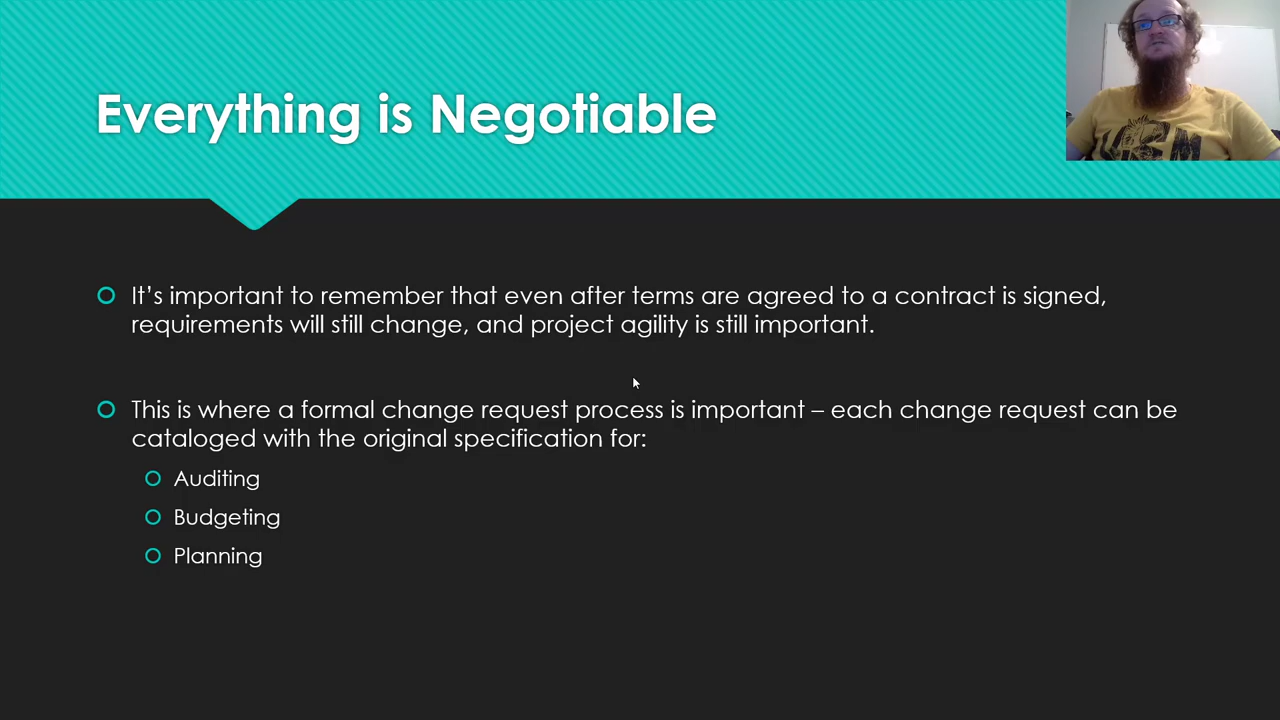 Everything is Negotiable
It’s important to remember that even after terms are agreed to a contract is signed,
requirements will still change, and project agility is still important.
This is where a formal change request process is important – each change request can be
cataloged with the original specification for:
Auditing
Budgeting
Planning